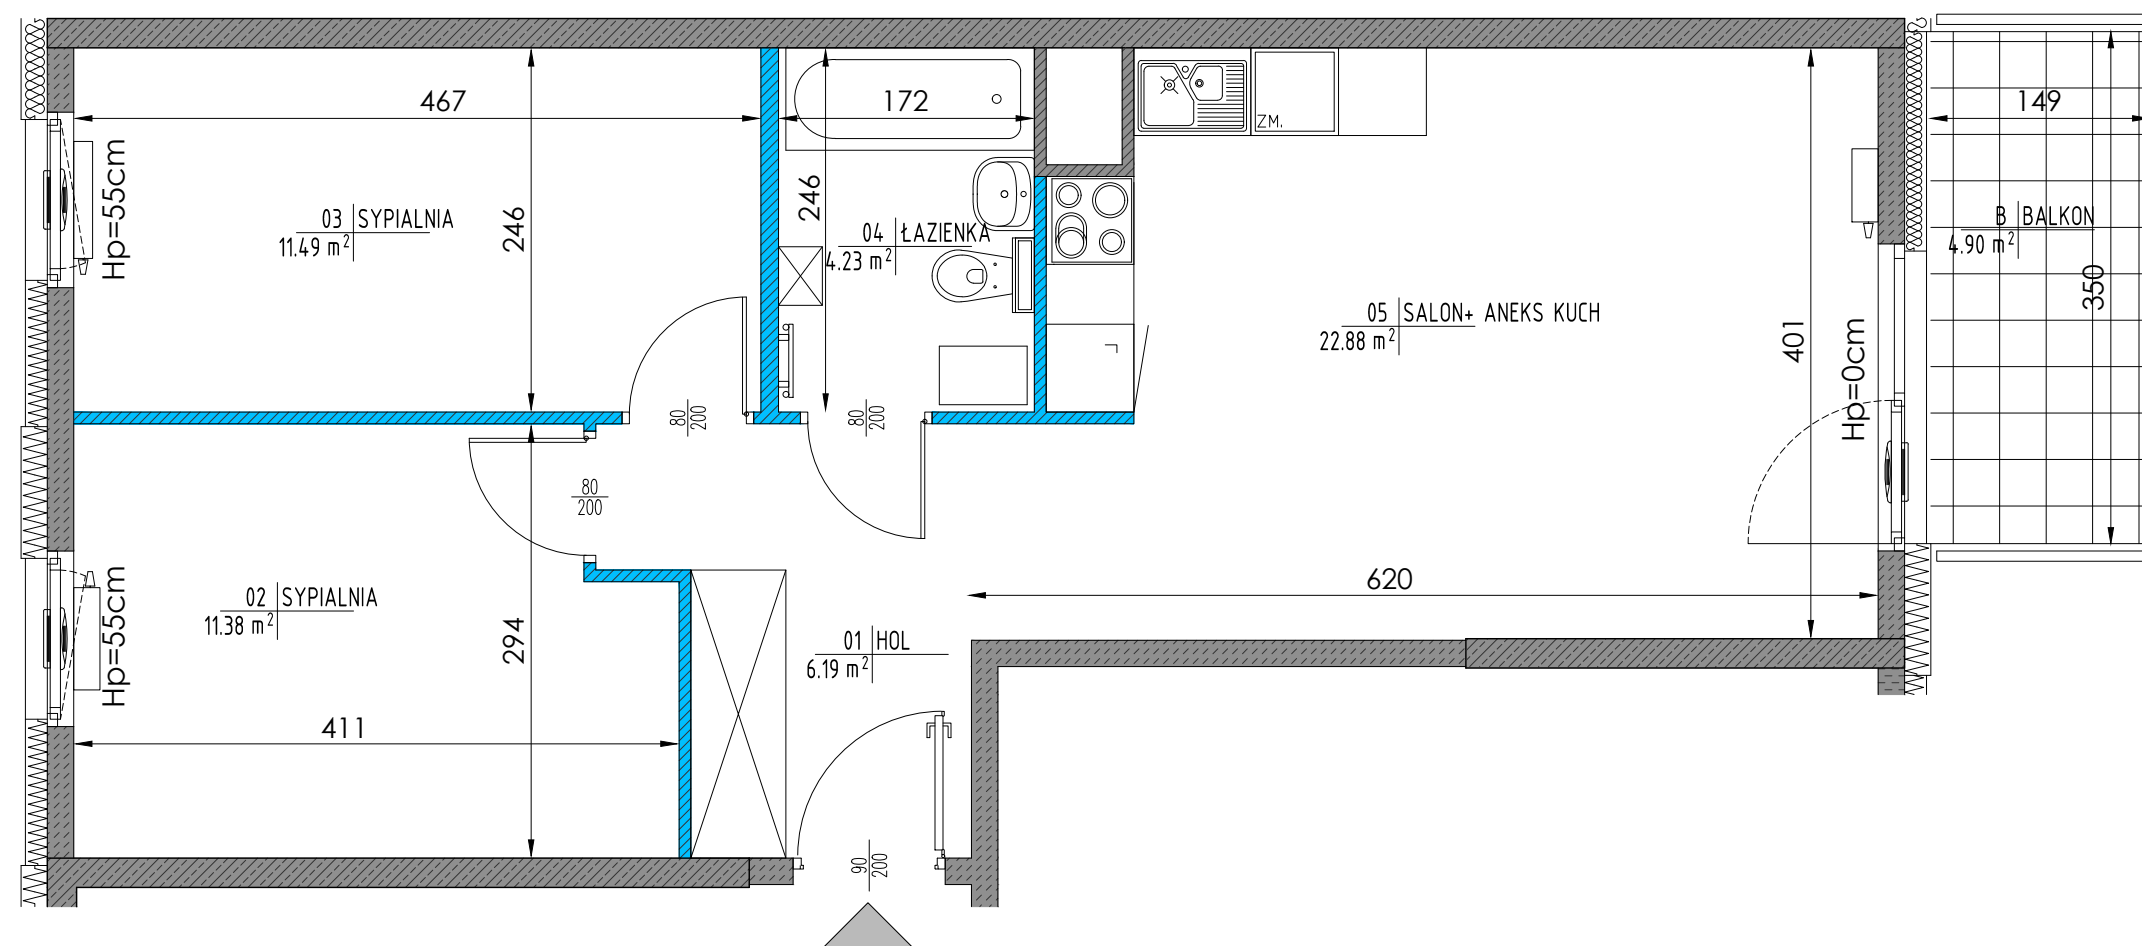 467
172
149
ZM.
Hp=55cm
246
246
03 SYPIALNIA
11.49 m²
04 ŁAZIENKA
4.23 m²
B BALKON
4.90 m²
350
05 SALON+ ANEKS KUCH
22.88 m²
401
Hp=0cm
80
200
80
200
80
200
620
02 SYPIALNIA
11.38 m²
Hp=55cm
294
01 HOL
6.19 m²
411
90
200